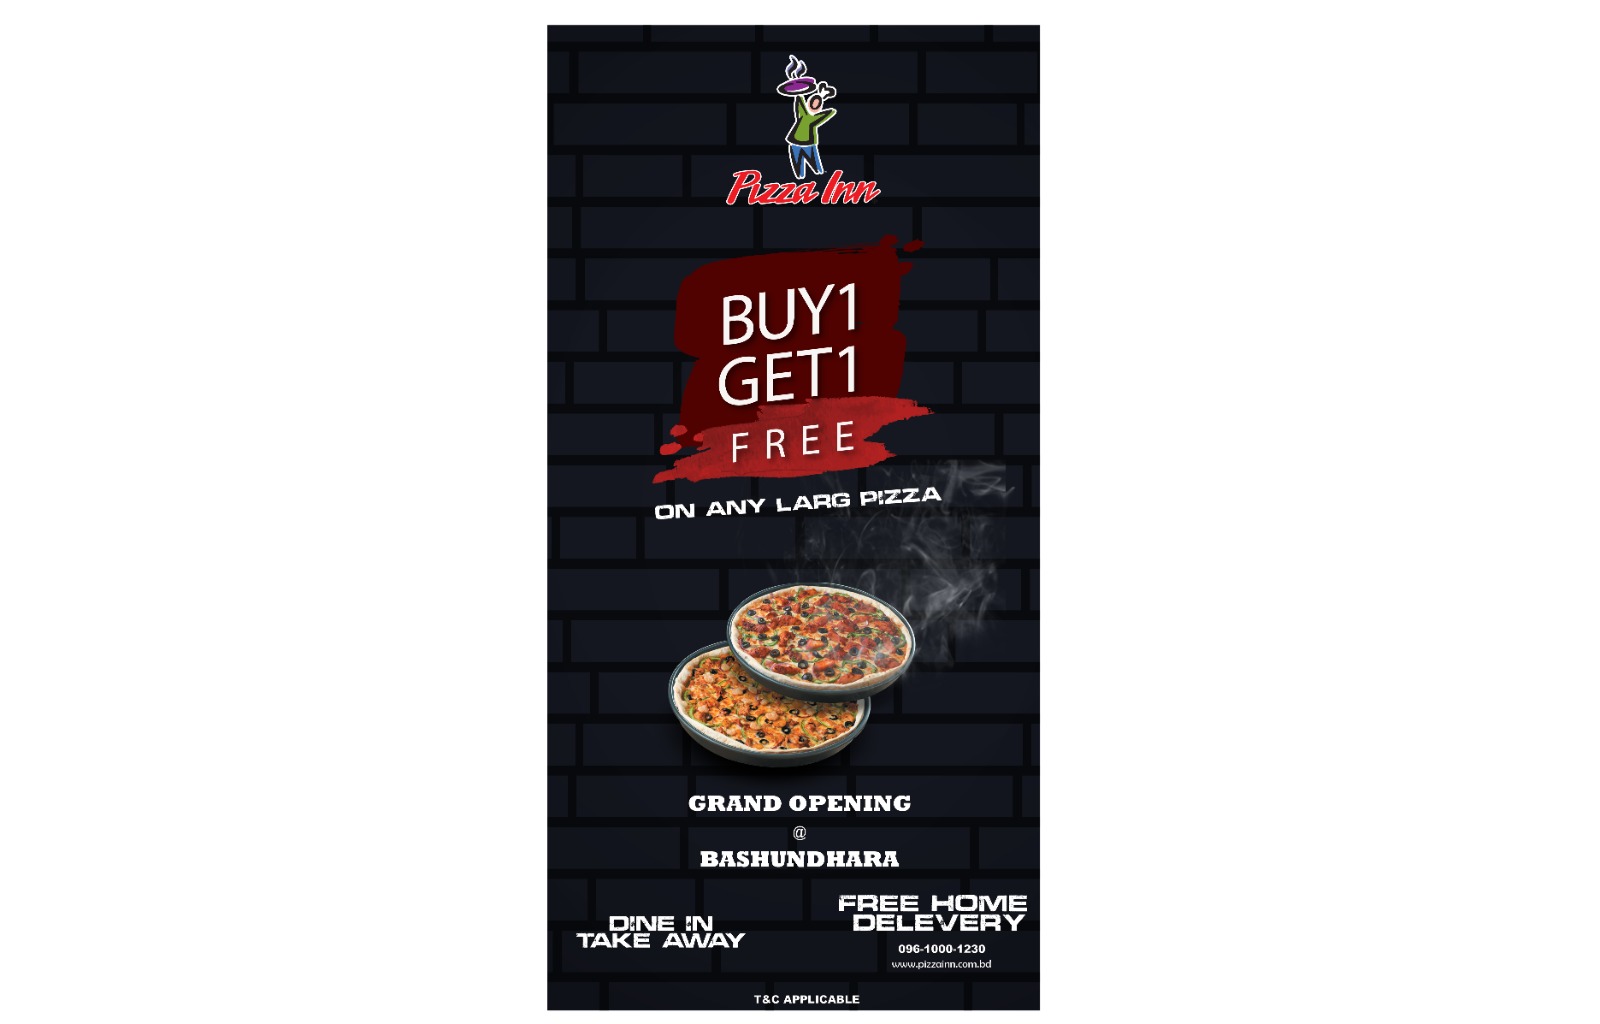 Pizza Inn
BUY1
GET1
FREE
ON ANY LARG PIZZA
GRAND OPENING
@
BASHUNDHARA
DINE IN
TAKE AWAY
FREE HOME
DELEVERY
096-1000-1230
www.pizzainn.com.bd
T&C APPLICABLE